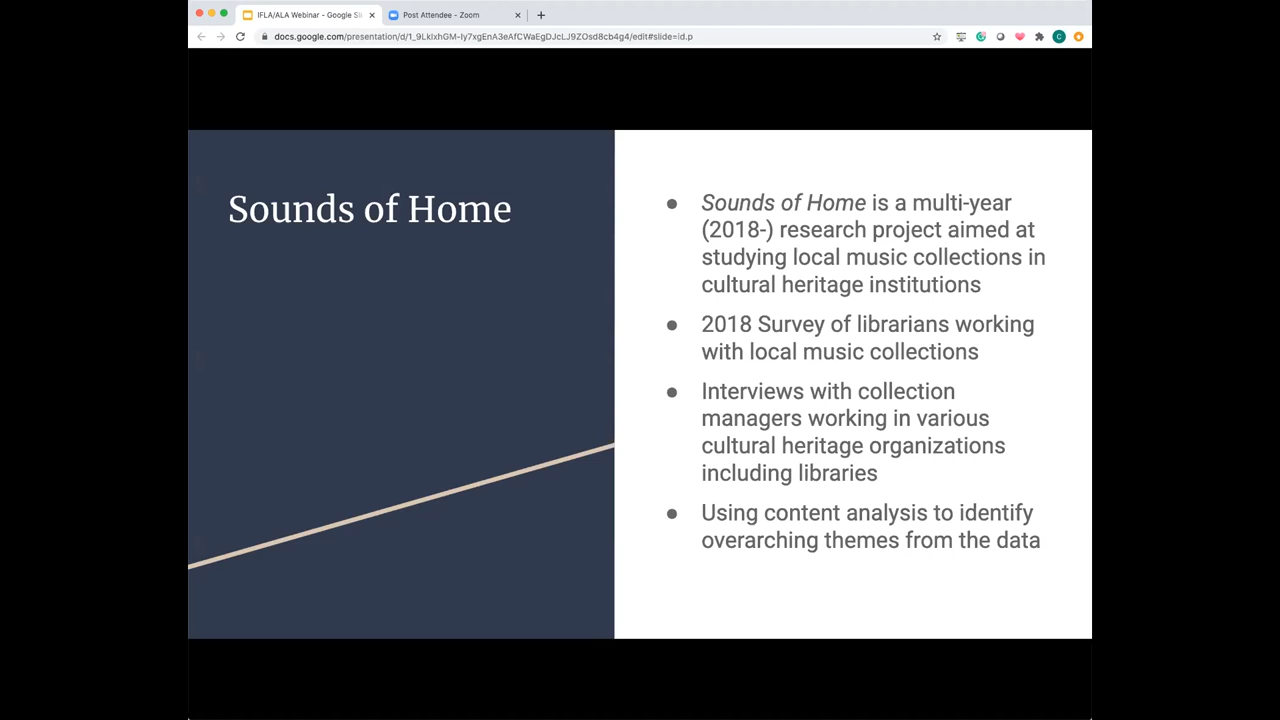 IFLA/ALA Webinar - Google Sli
Post Attendee - Zoom
docs.google.com/presentation/d/1_9LkIxhGM-Iy7xgEnA3eAfCWaEgDJcLJ9ZOsd8cb4g4/edit#slide=id.p
C
Sounds of Home
● Sounds of Home is a multi-year
(2018-) research project aimed at
studying local music collections in
cultural heritage institutions
● 2018 Survey of librarians working
with local music collections
● Interviews with collection
managers working in various
cultural heritage organizations
including libraries
● Using content analysis to identify
overarching themes from the data